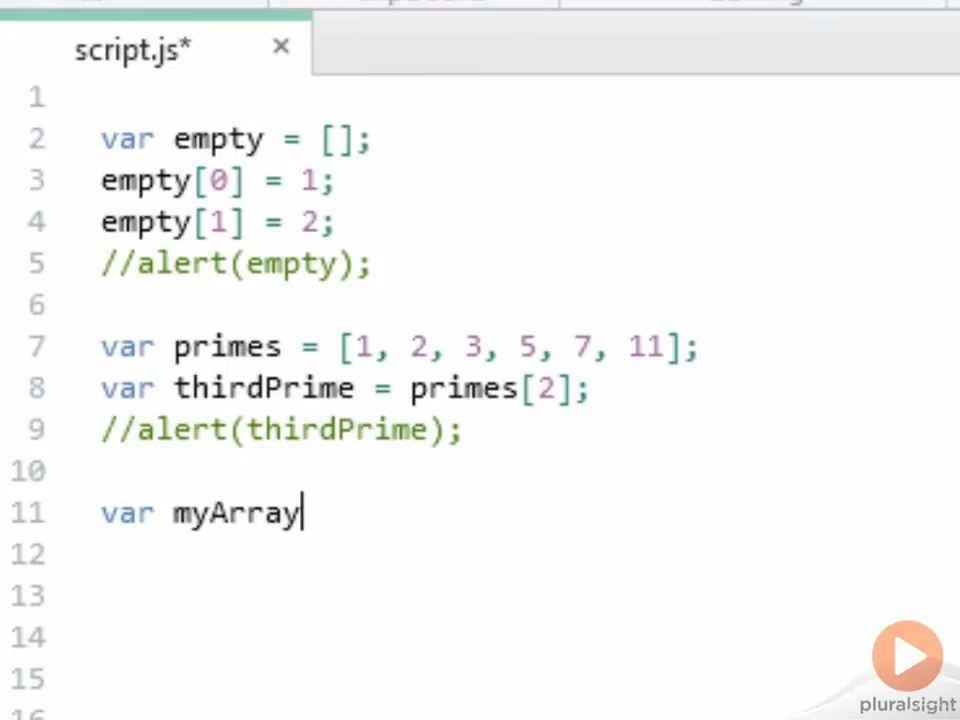 script.js* ×
1
2 var empty = [];
3 empty[0] = 1;
4 empty[1] = 2;
5 //alert(empty);
6
7 var primes = [1, 2, 3, 5, 7, 11];
8 var thirdPrime = primes[2];
9 //alert(thirdPrime);
10
11 var myArray
12
13
14
15
16
pluralsight